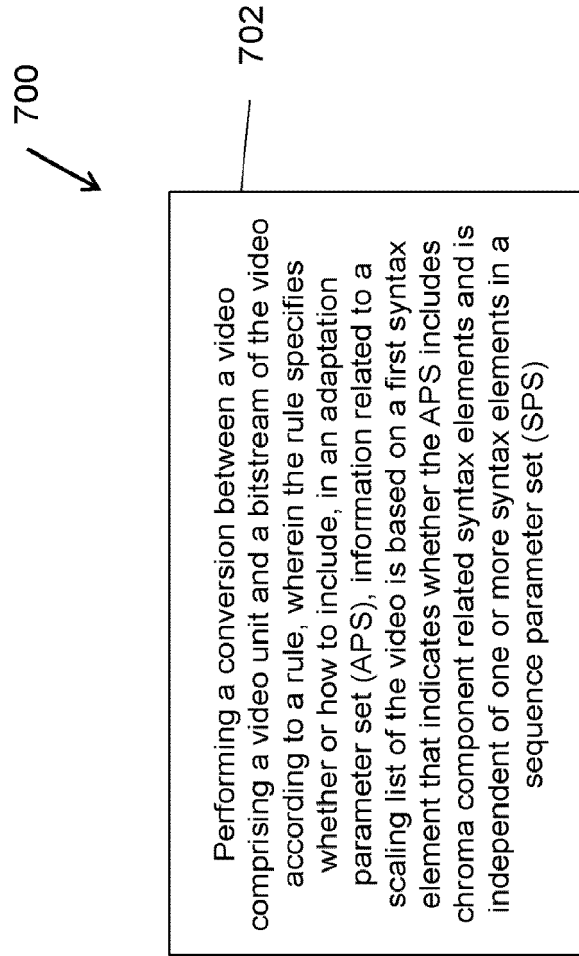 700
702
Performing a conversion between a video
comprising a video unit and a bitstream of the video
according to a rule, wherein the rule specifies
whether or how to include, in an adaptation
parameter set (APS), information related to a
scaling list of the video is based on a first syntax
element that indicates whether the APS includes
chroma component related syntax elements and is
independent of one or more syntax elements in a
sequence parameter set (SPS)